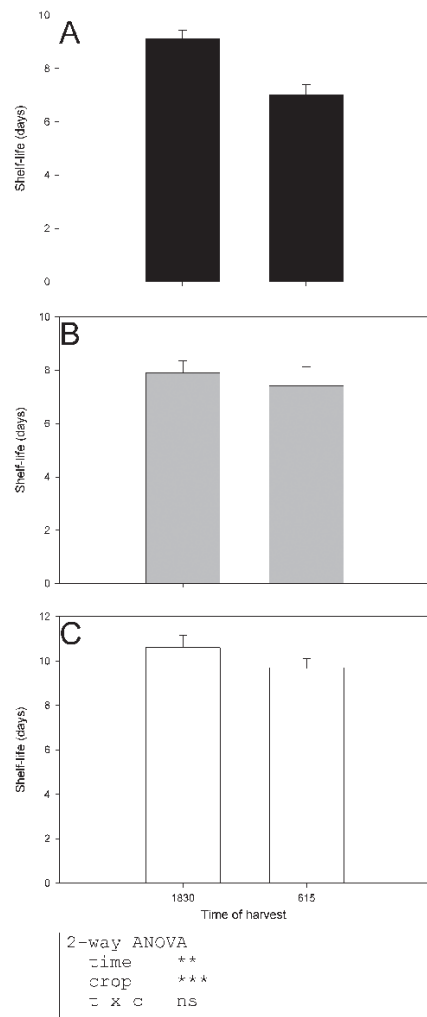 A
10
8
6
4
2
0
Shelf-life (days)
B
10
8
6
4
2
0
Shelf-life (days)
C
12
10
8
6
4
2
0
Shelf-life (days)
1830 615
Time of harvest
2-way ANOVA
time **
crop ***
t x c ns